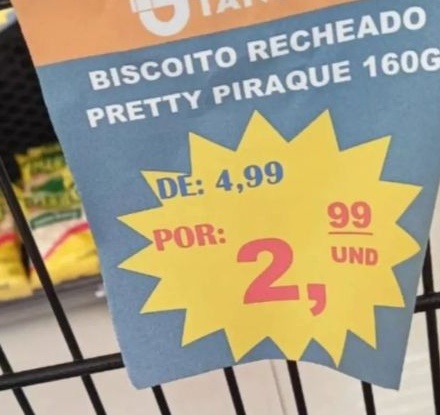 BISCOITO RECHEADO
PRETTY PIRAQUE 160G
DE: 4,99
POR: 2,99
UND